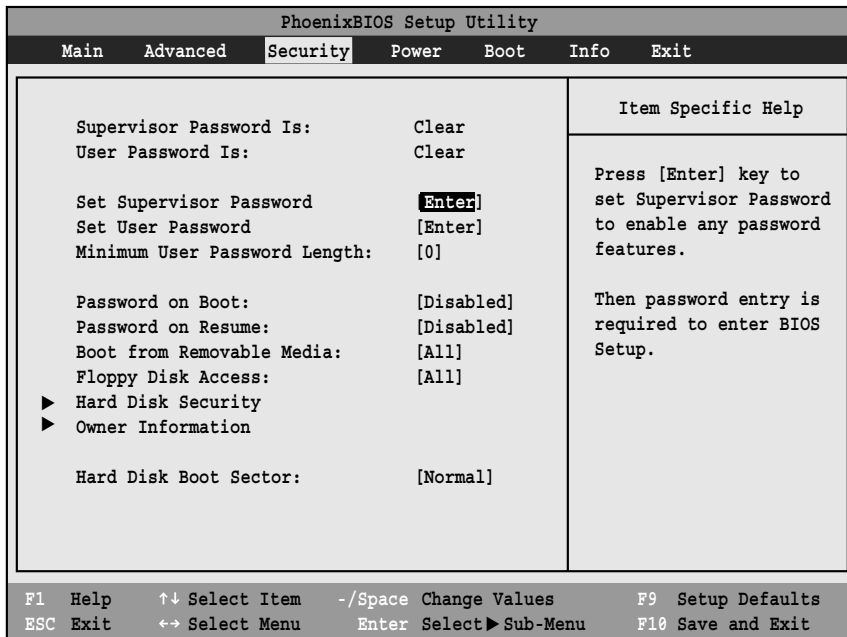 PhoenixBIOS Setup Utility
Main Advanced Security Power Boot Info Exit
Supervisor Password Is: Clear
User Password Is: Clear
Set Supervisor Password [Enter]
Set User Password [Enter]
Minimum User Password Length: [0]
Password on Boot: [Disabled]
Password on Resume: [Disabled]
Boot from Removable Media: [All]
Floppy Disk Access: [All]
▶ Hard Disk Security
▶ Owner Information
Hard Disk Boot Sector: [Normal]
Item Specific Help
Press [Enter] key to
set Supervisor Password
to enable any password
features.
Then password entry is
required to enter BIOS
Setup.
F1 Help ↑↓ Select Item -/Space Change Values F9 Setup Defaults
ESC Exit ←→ Select Menu Enter Select▶Sub-Menu F10 Save and Exit